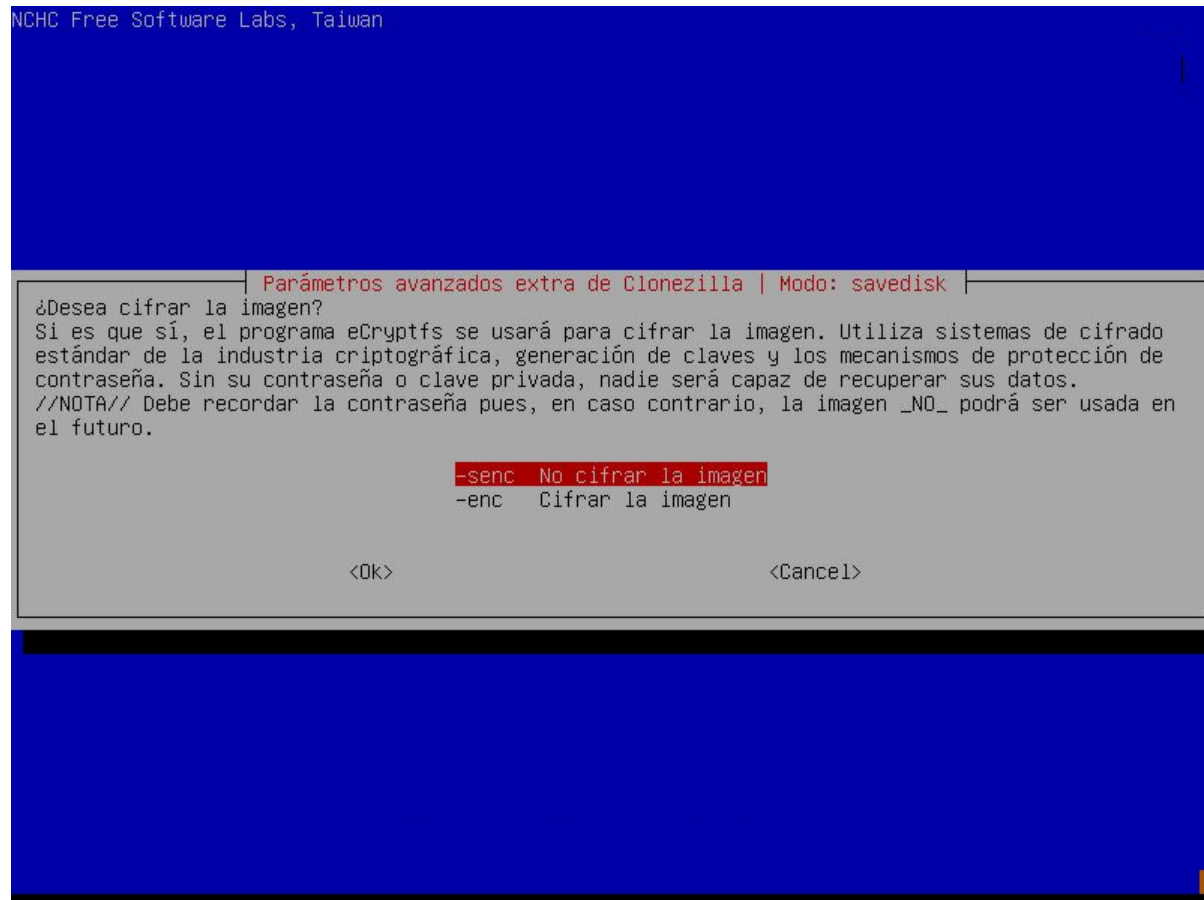 NCHC Free Software Labs, Taiwan
Parámetros avanzados extra de Clonezilla | Modo: savedisk
¿Desea cifrar la imagen?
Si es que sí, el programa eCryptfs se usará para cifrar la imagen. Utiliza sistemas de cifrado
estándar de la industria criptográfica, generación de claves y los mecanismos de protección de
contraseña. Sin su contraseña o clave privada, nadie será capaz de recuperar sus datos.
//NOTA// Debe recordar la contraseña pues, en caso contrario, la imagen _NO_ podrá ser usada en
el futuro.
-senc No cifrar la imagen
-enc Cifrar la imagen
<Ok> <Cancel>